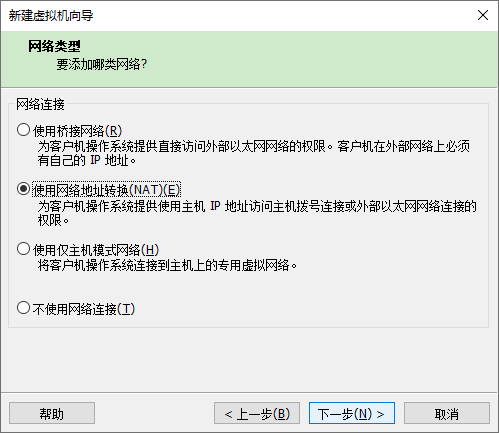 新建虚拟机向导
网络类型
要添加哪类网络?
网络连接
使用桥接网络(R)
为客户机操作系统提供直接访问外部以太网网络的权限。客户机在外部网络上必须
有自己的 IP 地址。
使用网络地址转换(NAT)(E)
为客户机操作系统提供使用主机 IP 地址访问主机拨号连接或外部以太网网络连接的
权限。
使用仅主机模式网络(H)
将客户机操作系统连接到主机上的专用虚拟网络。
不使用网络连接(T)
帮助
< 上一步(B)
下一步(N) >
取消